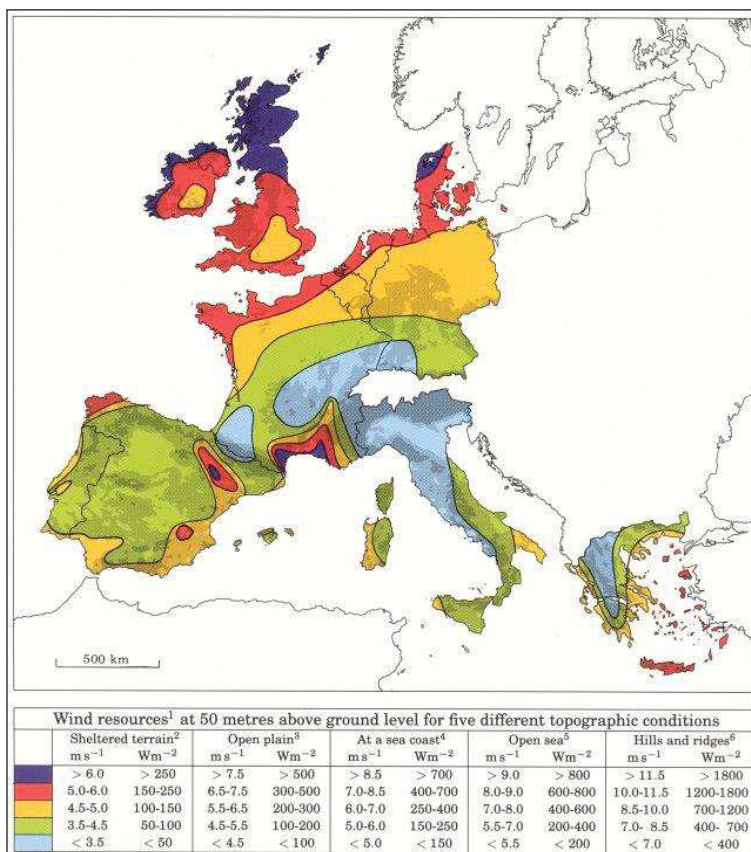 500 km
Wind resources¹ at 50 metres above ground level for five different topographic conditions
Sheltered terrain² Open plain³ At a sea coast⁴ Open sea⁵ Hills and ridges⁶
m s⁻¹ Wm⁻² m s⁻¹ Wm⁻² m s⁻¹ Wm⁻² m s⁻¹ Wm⁻² m s⁻¹ Wm⁻²
> 6.0 > 250 > 7.5 > 500 > 8.5 > 700 > 9.0 > 800 > 11.5 > 1800
5.0-6.0 150-250 6.5-7.5 300-500 7.0-8.5 400-700 8.0-9.0 600-800 10.0-11.5 1200-1800
4.5-5.0 100-150 5.5-6.5 200-300 6.0-7.0 250-400 7.0-8.0 400-600 8.5-10.0 700-1200
3.5-4.5 50-100 4.5-5.5 100-200 5.0-6.0 150-250 5.5-7.0 200-400 7.0- 8.5 400- 700
< 3.5 < 50 < 4.5 < 100 < 5.0 < 150 < 5.5 < 200 < 7.0 < 400